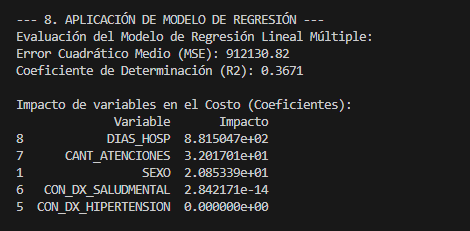 --- 8. APLICACIÓN DE MODELO DE REGRESIÓN ---
Evaluación del Modelo de Regresión Lineal Múltiple:
Error Cuadrático Medio (MSE): 912130.82
Coeficiente de Determinación (R2): 0.3671

Impacto de variables en el Costo (Coeficientes):
             Variable       Impacto
8           DIAS_HOSP  8.815047e+02
7     CANT_ATENCIONES  3.201701e+01
1                SEXO  2.085339e+01
6  CON_DX_SALUDMENTAL  2.842171e-14
5  CON_DX_HIPERTENSION  0.000000e+00